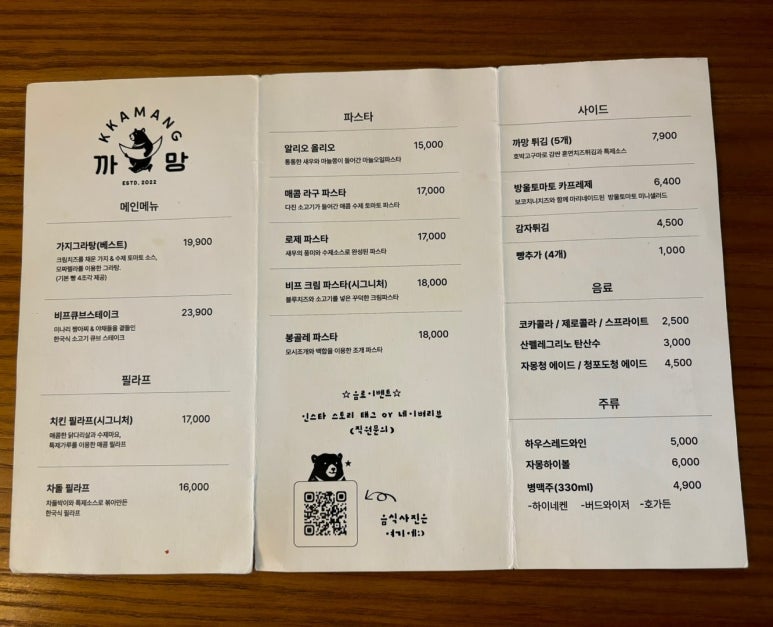 KKAMANG
까망
ESTD. 2022
메인메뉴
가지그라탕(베스트) 19,900
크림치즈를 채운 가지 & 수제 토마토 소스,
모짜렐라를 이용한 그라탕.
(기본 빵 4조각 제공)
비프큐브스테이크 23,900
미나리 짱아찌 & 야채들을 곁들인
한국식 소고기 큐브 스테이크
필라프
치킨 필라프(시그니처) 17,000
매콤한 닭다리살과 수제마요,
특제가루를 이용한 매콤 필라프
차돌 필라프 16,000
차돌박이와 특제소스로 볶아만든
한국식 필라프
파스타
알리오 올리오 15,000
통통한 새우와 마늘쫑이 들어간 마늘오일파스타
매콤 라구 파스타 17,000
다진 소고기가 들어간 매콤 수제 토마토 파스타
로제 파스타 17,000
새우의 풍미와 수제소스로 완성된 파스타
비프 크림 파스타(시그니처) 18,000
블루치즈와 소고기를 넣은 꾸덕한 크림파스타
봉골레 파스타 18,000
모시조개와 백합을 이용한 조개 파스타
☆음료이벤트☆
인스타 스토리 태그 or 네이버리뷰
(직원문의)
음식사진은
여기에:)
사이드
까망 튀김 (5개) 7,900
호박고구마로 감싼 훈연치즈튀김과 특제소스
방울토마토 카프레제 6,400
보코치니치즈와 함께 마리네이드된 방울토마토 미니샐러드
감자튀김 4,500
빵추가 (4개) 1,000
음료
코카콜라 / 제로콜라 / 스프라이트 2,500
산펠레그리노 탄산수 3,000
자몽청 에이드 / 청포도청 에이드 4,500
주류
하우스레드와인 5,000
자몽하이볼 6,000
병맥주(330ml) 4,900
-하이네켄 -버드와이저 -호가든